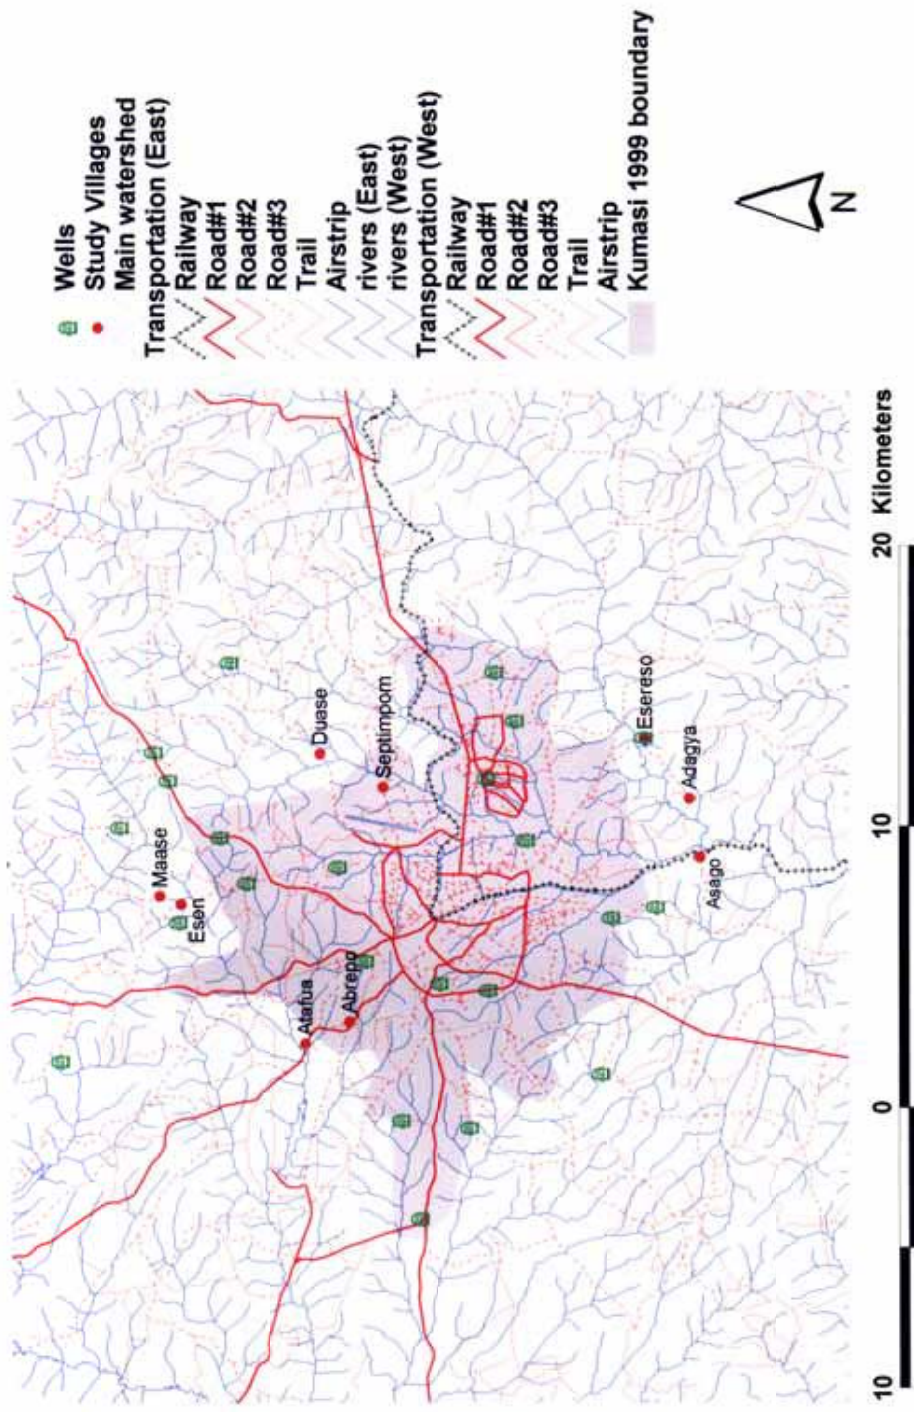 Wells
Study Villages
Main watershed
Transportation (East)
Railway
Road#1
Road#2
Road#3
Trail
Airstrip
rivers (East)
rivers (West)
Transportation (West)
Railway
Road#1
Road#2
Road#3
Trail
Airstrip
Kumasi 1999 boundary
N
Maase
Esen
Duase
Atafua
Abrepo
Septimpom
Esereso
Adagya
Asago
10
0
10
20
Kilometers